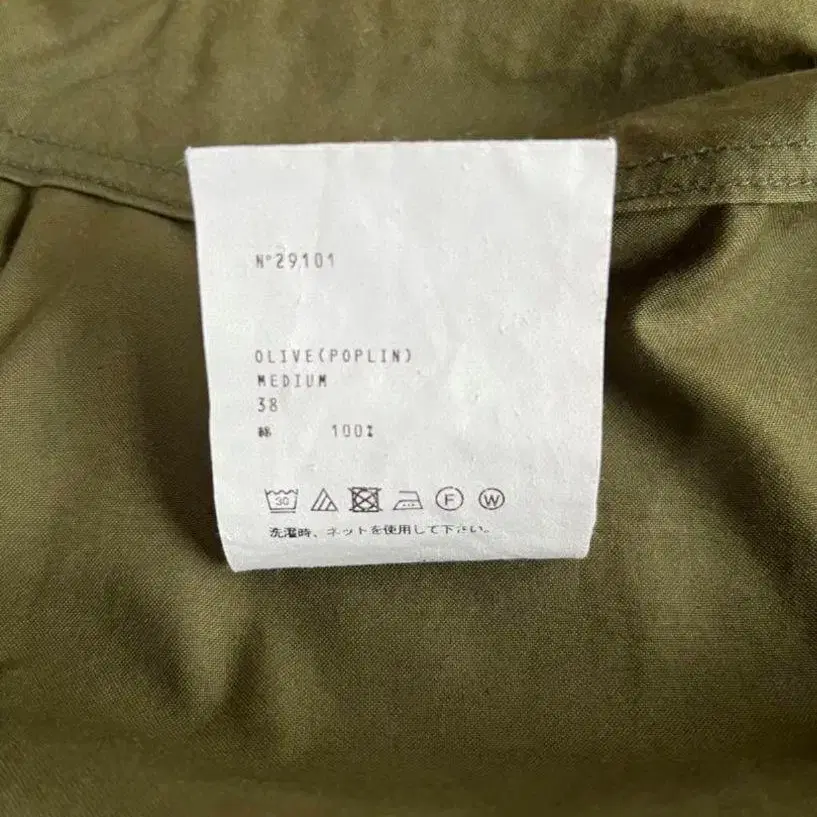 N°29101
OLIVE(POPLIN)
MEDIUM
38
綿 100%
30 F W
洗濯時、ネットを使用して下さい。